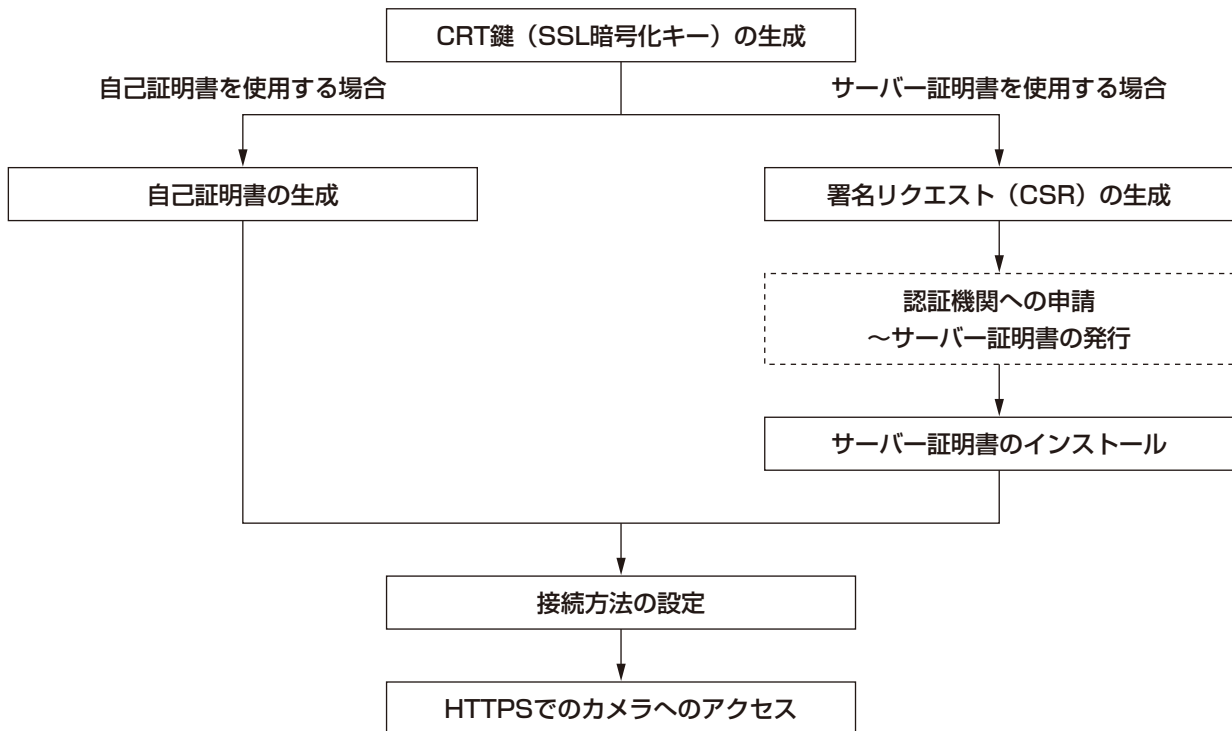 CRT鍵（SSL暗号化キー）の生成
自己証明書を使用する場合
サーバー証明書を使用する場合
自己証明書の生成
署名リクエスト（CSR）の生成
認証機関への申請
～サーバー証明書の発行
サーバー証明書のインストール
接続方法の設定
HTTPSでのカメラへのアクセス